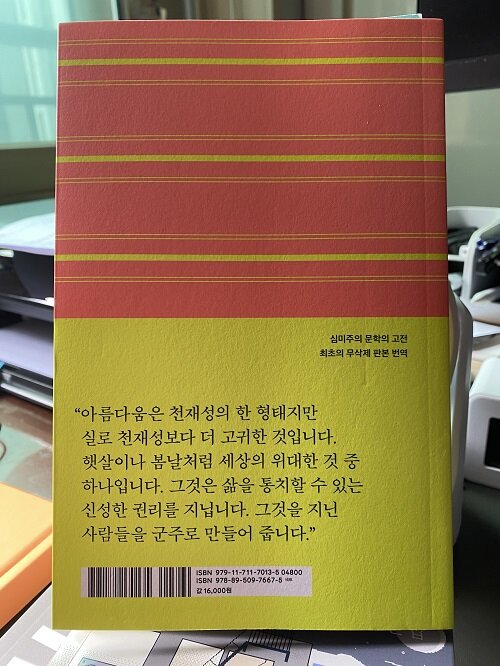 심미주의 문학의 고전
최초의 무삭제 판본 번역
“아름다움은 천재성의 한 형태지만
실로 천재성보다 더 고귀한 것입니다.
햇살이나 봄날처럼 세상의 위대한 것 중
하나입니다. 그것은 삶을 통치할 수 있는
신성한 권리를 지닙니다. 그것을 지닌
사람들을 군주로 만들어 줍니다.”
ISBN 979-11-711-7013-5 04800
ISBN 978-89-509-7667-5
값 16,000원